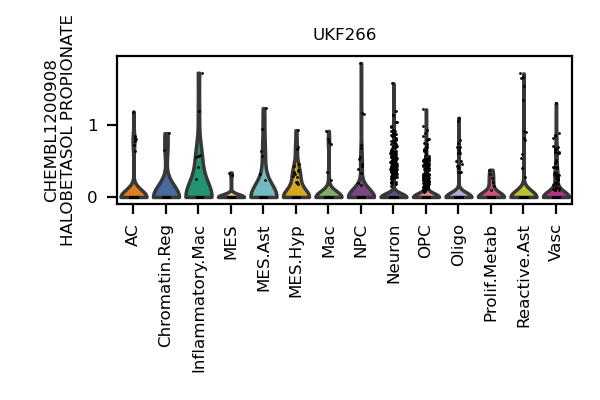 UKF266
CHEMBL1200908
HALOBETASOL PROPIONATE
1
0
AC
Chromatin.Reg
Inflammatory.Mac
MES
MES.Ast
MES.Hyp
Mac
NPC
Neuron
OPC
Oligo
Prolif.Metab
Reactive.Ast
Vasc